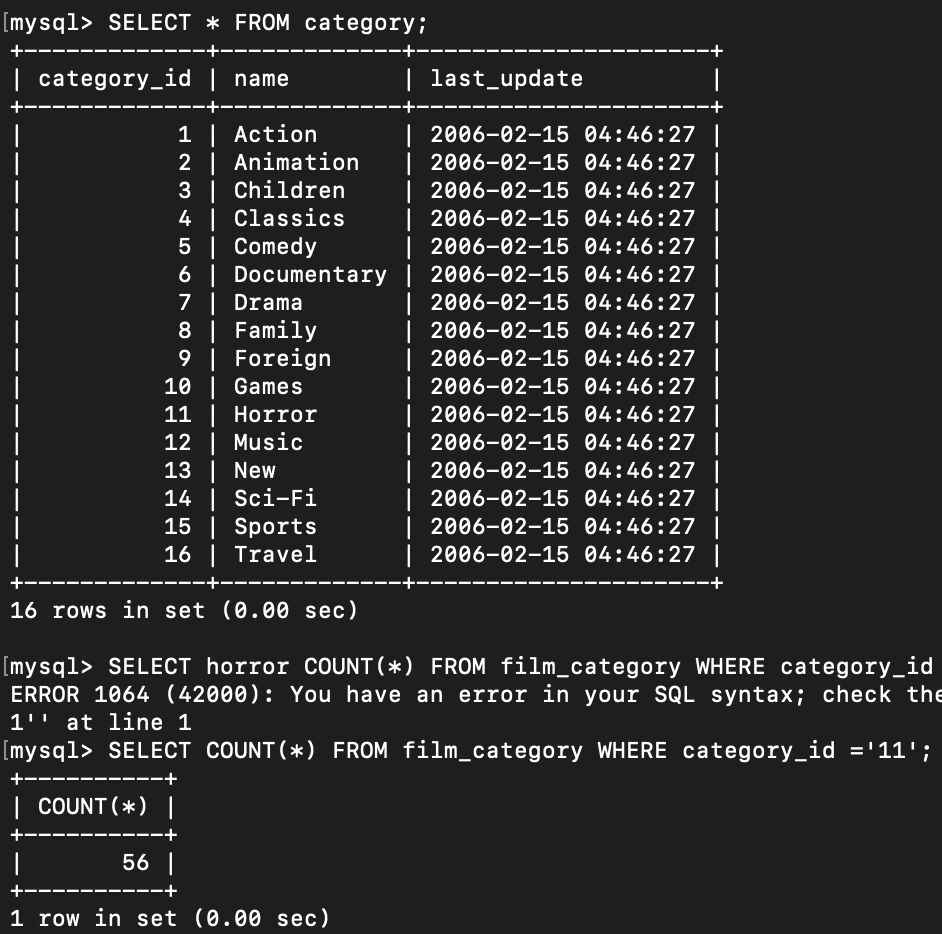 [mysql> SELECT * FROM category;
+-------------+-------------+---------------------+
| category_id | name        | last_update         |
+-------------+-------------+---------------------+
|           1 | Action      | 2006-02-15 04:46:27 |
|           2 | Animation   | 2006-02-15 04:46:27 |
|           3 | Children    | 2006-02-15 04:46:27 |
|           4 | Classics    | 2006-02-15 04:46:27 |
|           5 | Comedy      | 2006-02-15 04:46:27 |
|           6 | Documentary | 2006-02-15 04:46:27 |
|           7 | Drama       | 2006-02-15 04:46:27 |
|           8 | Family      | 2006-02-15 04:46:27 |
|           9 | Foreign     | 2006-02-15 04:46:27 |
|          10 | Games       | 2006-02-15 04:46:27 |
|          11 | Horror      | 2006-02-15 04:46:27 |
|          12 | Music       | 2006-02-15 04:46:27 |
|          13 | New         | 2006-02-15 04:46:27 |
|          14 | Sci-Fi      | 2006-02-15 04:46:27 |
|          15 | Sports      | 2006-02-15 04:46:27 |
|          16 | Travel      | 2006-02-15 04:46:27 |
+-------------+-------------+---------------------+
16 rows in set (0.00 sec)

[mysql> SELECT horror COUNT(*) FROM film_category WHERE category_id
ERROR 1064 (42000): You have an error in your SQL syntax; check the
1'' at line 1
[mysql> SELECT COUNT(*) FROM film_category WHERE category_id ='11';
+----------+
| COUNT(*) |
+----------+
|       56 |
+----------+
1 row in set (0.00 sec)